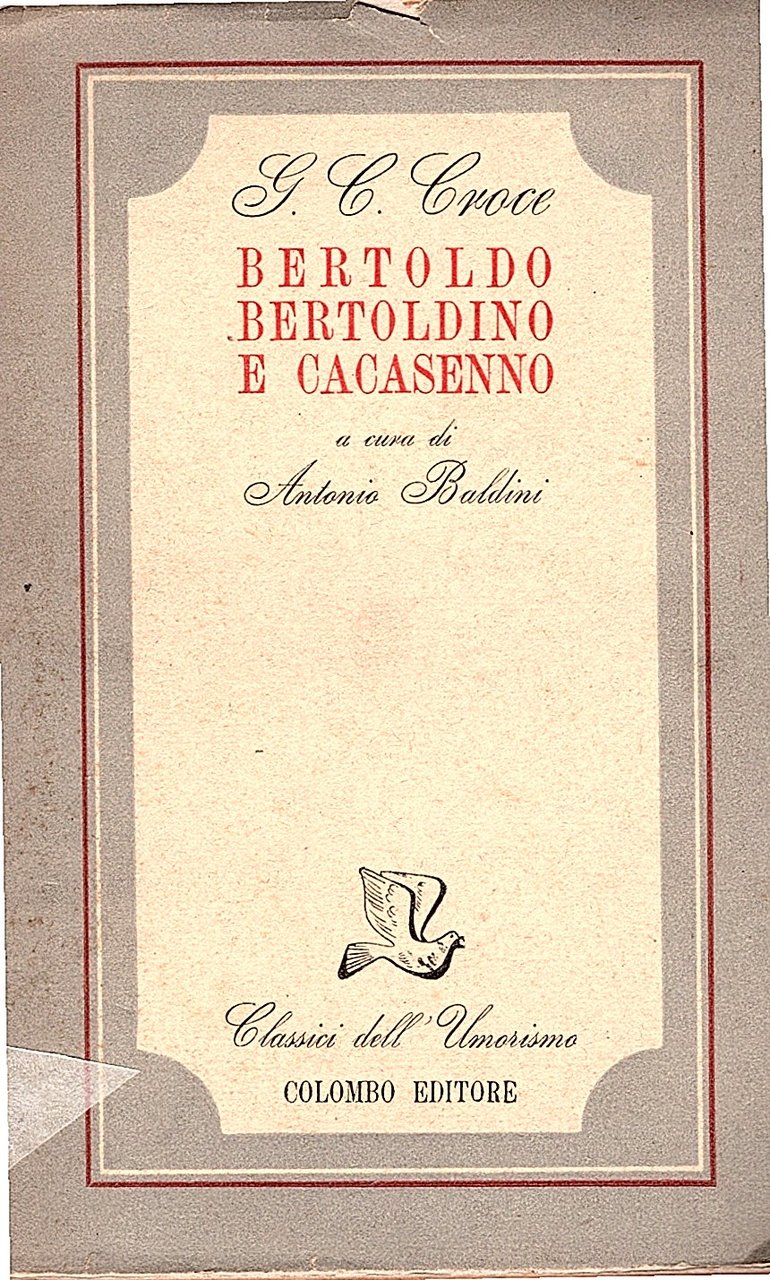 G. C. Croce
BERTOLDO
BERTOLDINO
E CACASENNO
a cura di
Antonio Baldini
Classici dell' Umorismo
COLOMBO EDITORE